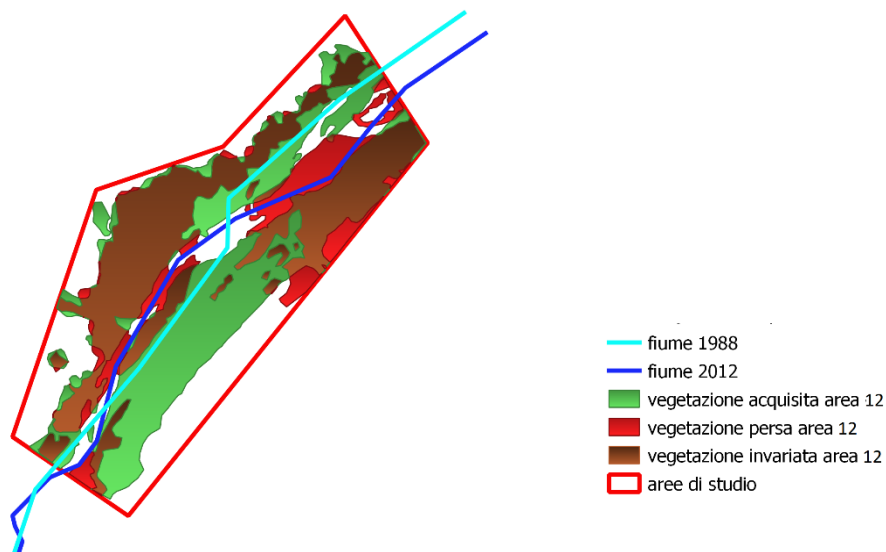 fiume 1988
fiume 2012
vegetazione acquisita area 12
vegetazione persa area 12
vegetazione invariata area 12
aree di studio